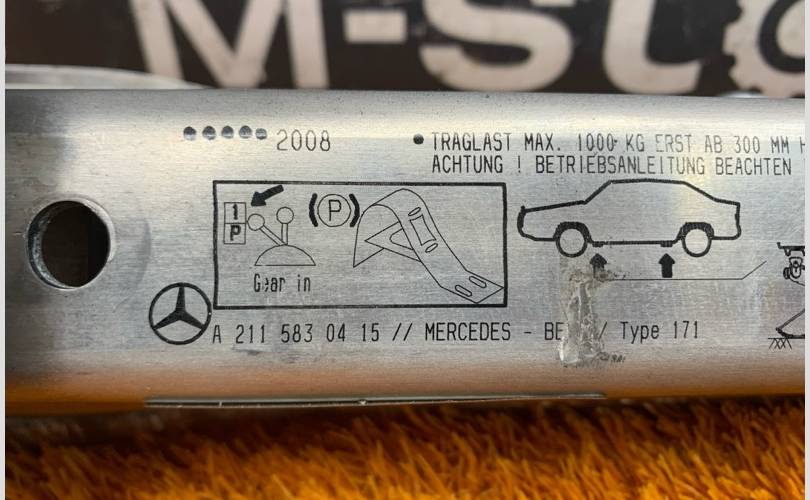 M-St
2008
• TRAGLAST MAX. 1000 KG ERST AB 300 MM H
ACHTUNG ! BETRIEBSANLEITUNG BEACHTEN
1
P
(P)
Gear in
A 211 583 04 15 // MERCEDES - BE / Type 171